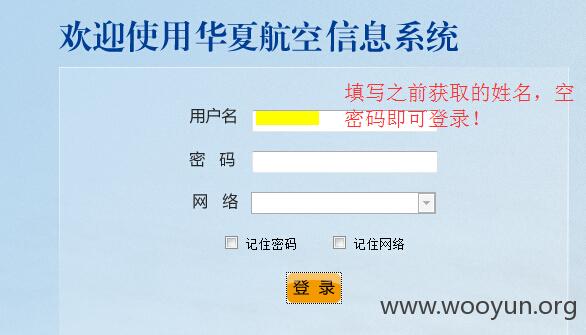 欢迎使用华夏航空信息系统
填写之前获取的姓名，空
密码即可登录！
用户名
密 码
网 络
记住密码 记住网络
登 录
www.wooyun.org